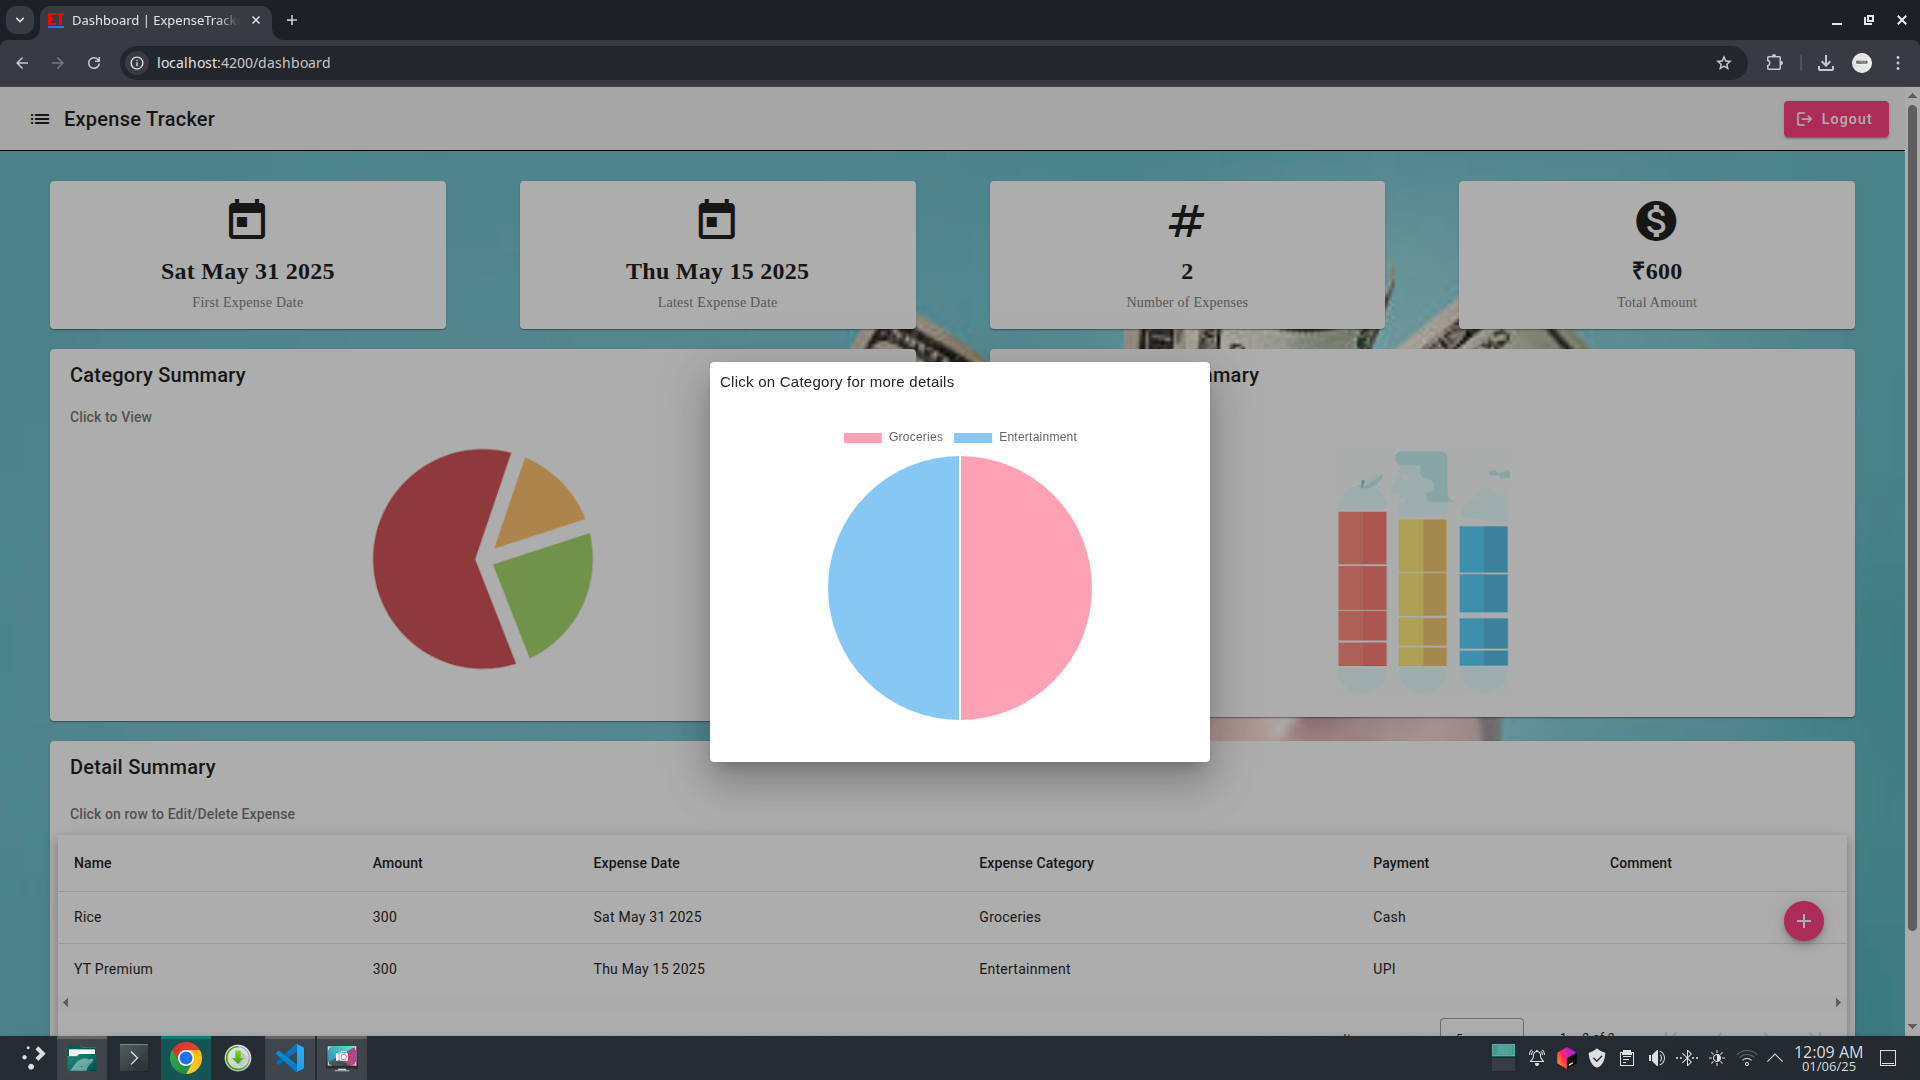 Dashboard | ExpenseTrack
localhost:4200/dashboard
Expense Tracker
Logout
Sat May 31 2025
First Expense Date
Thu May 15 2025
Latest Expense Date
#
2
Number of Expenses
$
₹600
Total Amount
Category Summary
Click to View
mmary
Click on Category for more details
Groceries Entertainment
Detail Summary
Click on row to Edit/Delete Expense
Name Amount Expense Date Expense Category Payment Comment
Rice 300 Sat May 31 2025 Groceries Cash
YT Premium 300 Thu May 15 2025 Entertainment UPI
12:09 AM
01/06/25